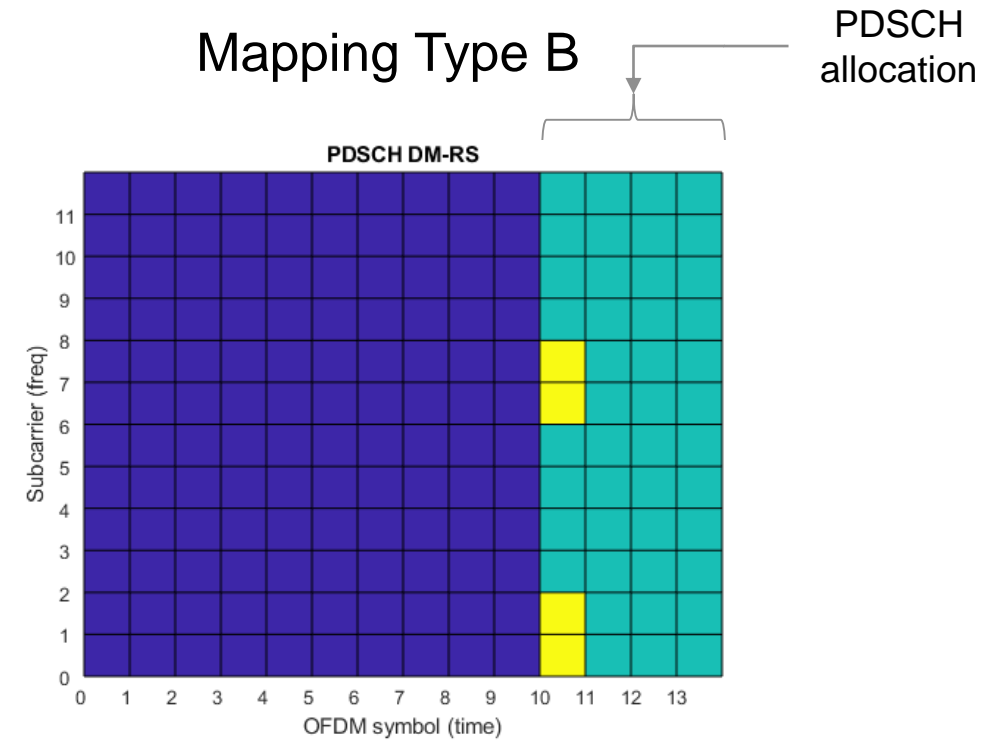 Mapping Type B
PDSCH
allocation
PDSCH DM-RS
Subcarrier (freq)
11
10
9
8
7
6
5
4
3
2
1
0
0 1 2 3 4 5 6 7 8 9 10 11 12 13
OFDM symbol (time)